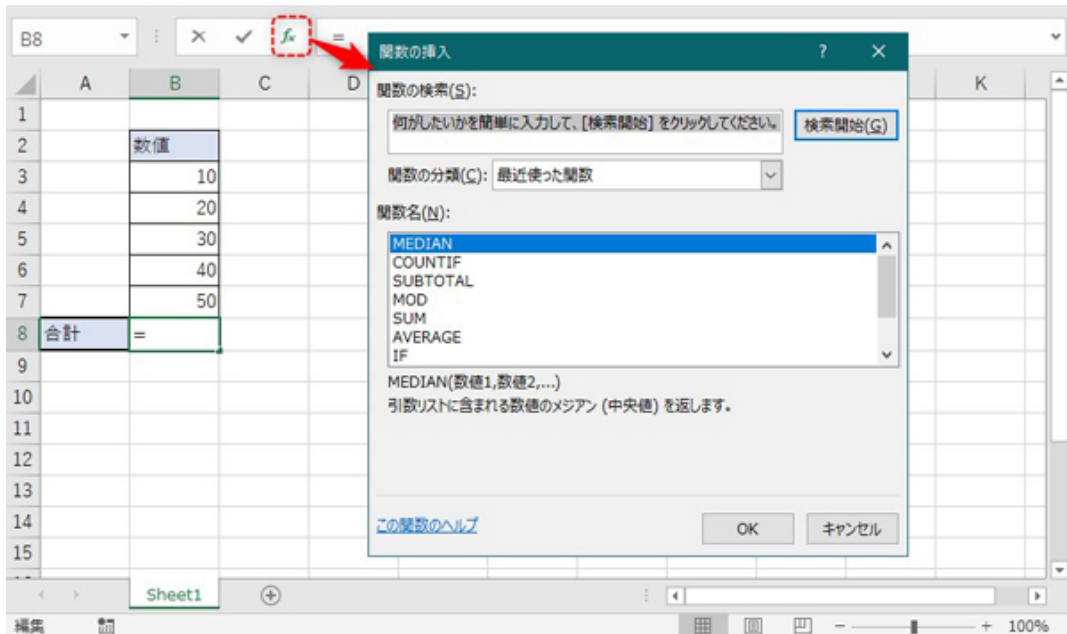 B8
fx
=
関数の挿入
?
関数の検索(S):
何がしたいかを簡単に入力して、[検索開始] をクリックしてください。
検索開始(G)
関数の分類(C):
最近使った関数
関数名(N):
MEDIAN
COUNTIF
SUBTOTAL
MOD
SUM
AVERAGE
IF
MEDIAN(数値1,数値2,...)
引数リストに含まれる数値のメジアン (中央値) を返します。
この関数のヘルプ
OK
キャンセル
A B C D K
1
2 数値
3 10
4 20
5 30
6 40
7 50
8 合計 =
9
10
11
12
13
14
15
Sheet1
編集
100%